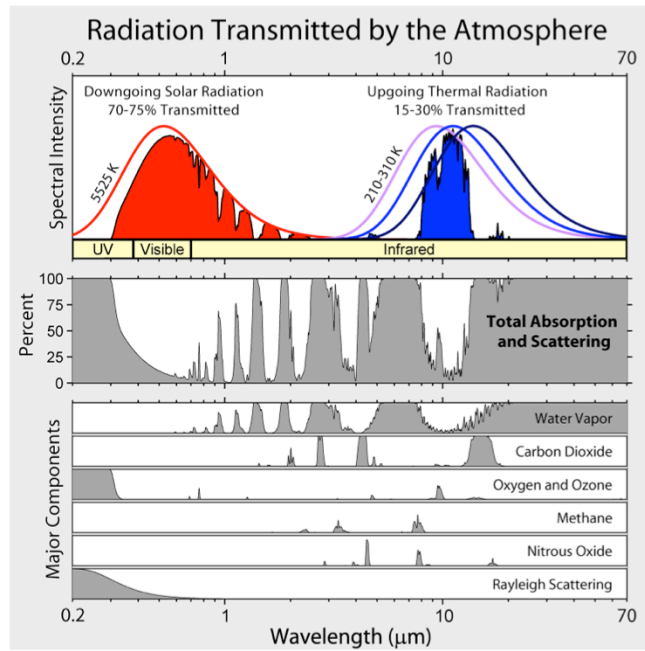 Radiation Transmitted by the Atmosphere
0.2 1 10 70
Downgoing Solar Radiation
70-75% Transmitted
Upgoing Thermal Radiation
15-30% Transmitted
Spectral Intensity
5525 K
210-310 K
UV Visible Infrared
Percent
100
75
50
25
0
Total Absorption
and Scattering
Major Components
Water Vapor
Carbon Dioxide
Oxygen and Ozone
Methane
Nitrous Oxide
Rayleigh Scattering
0.2 1 10 70
Wavelength (μm)